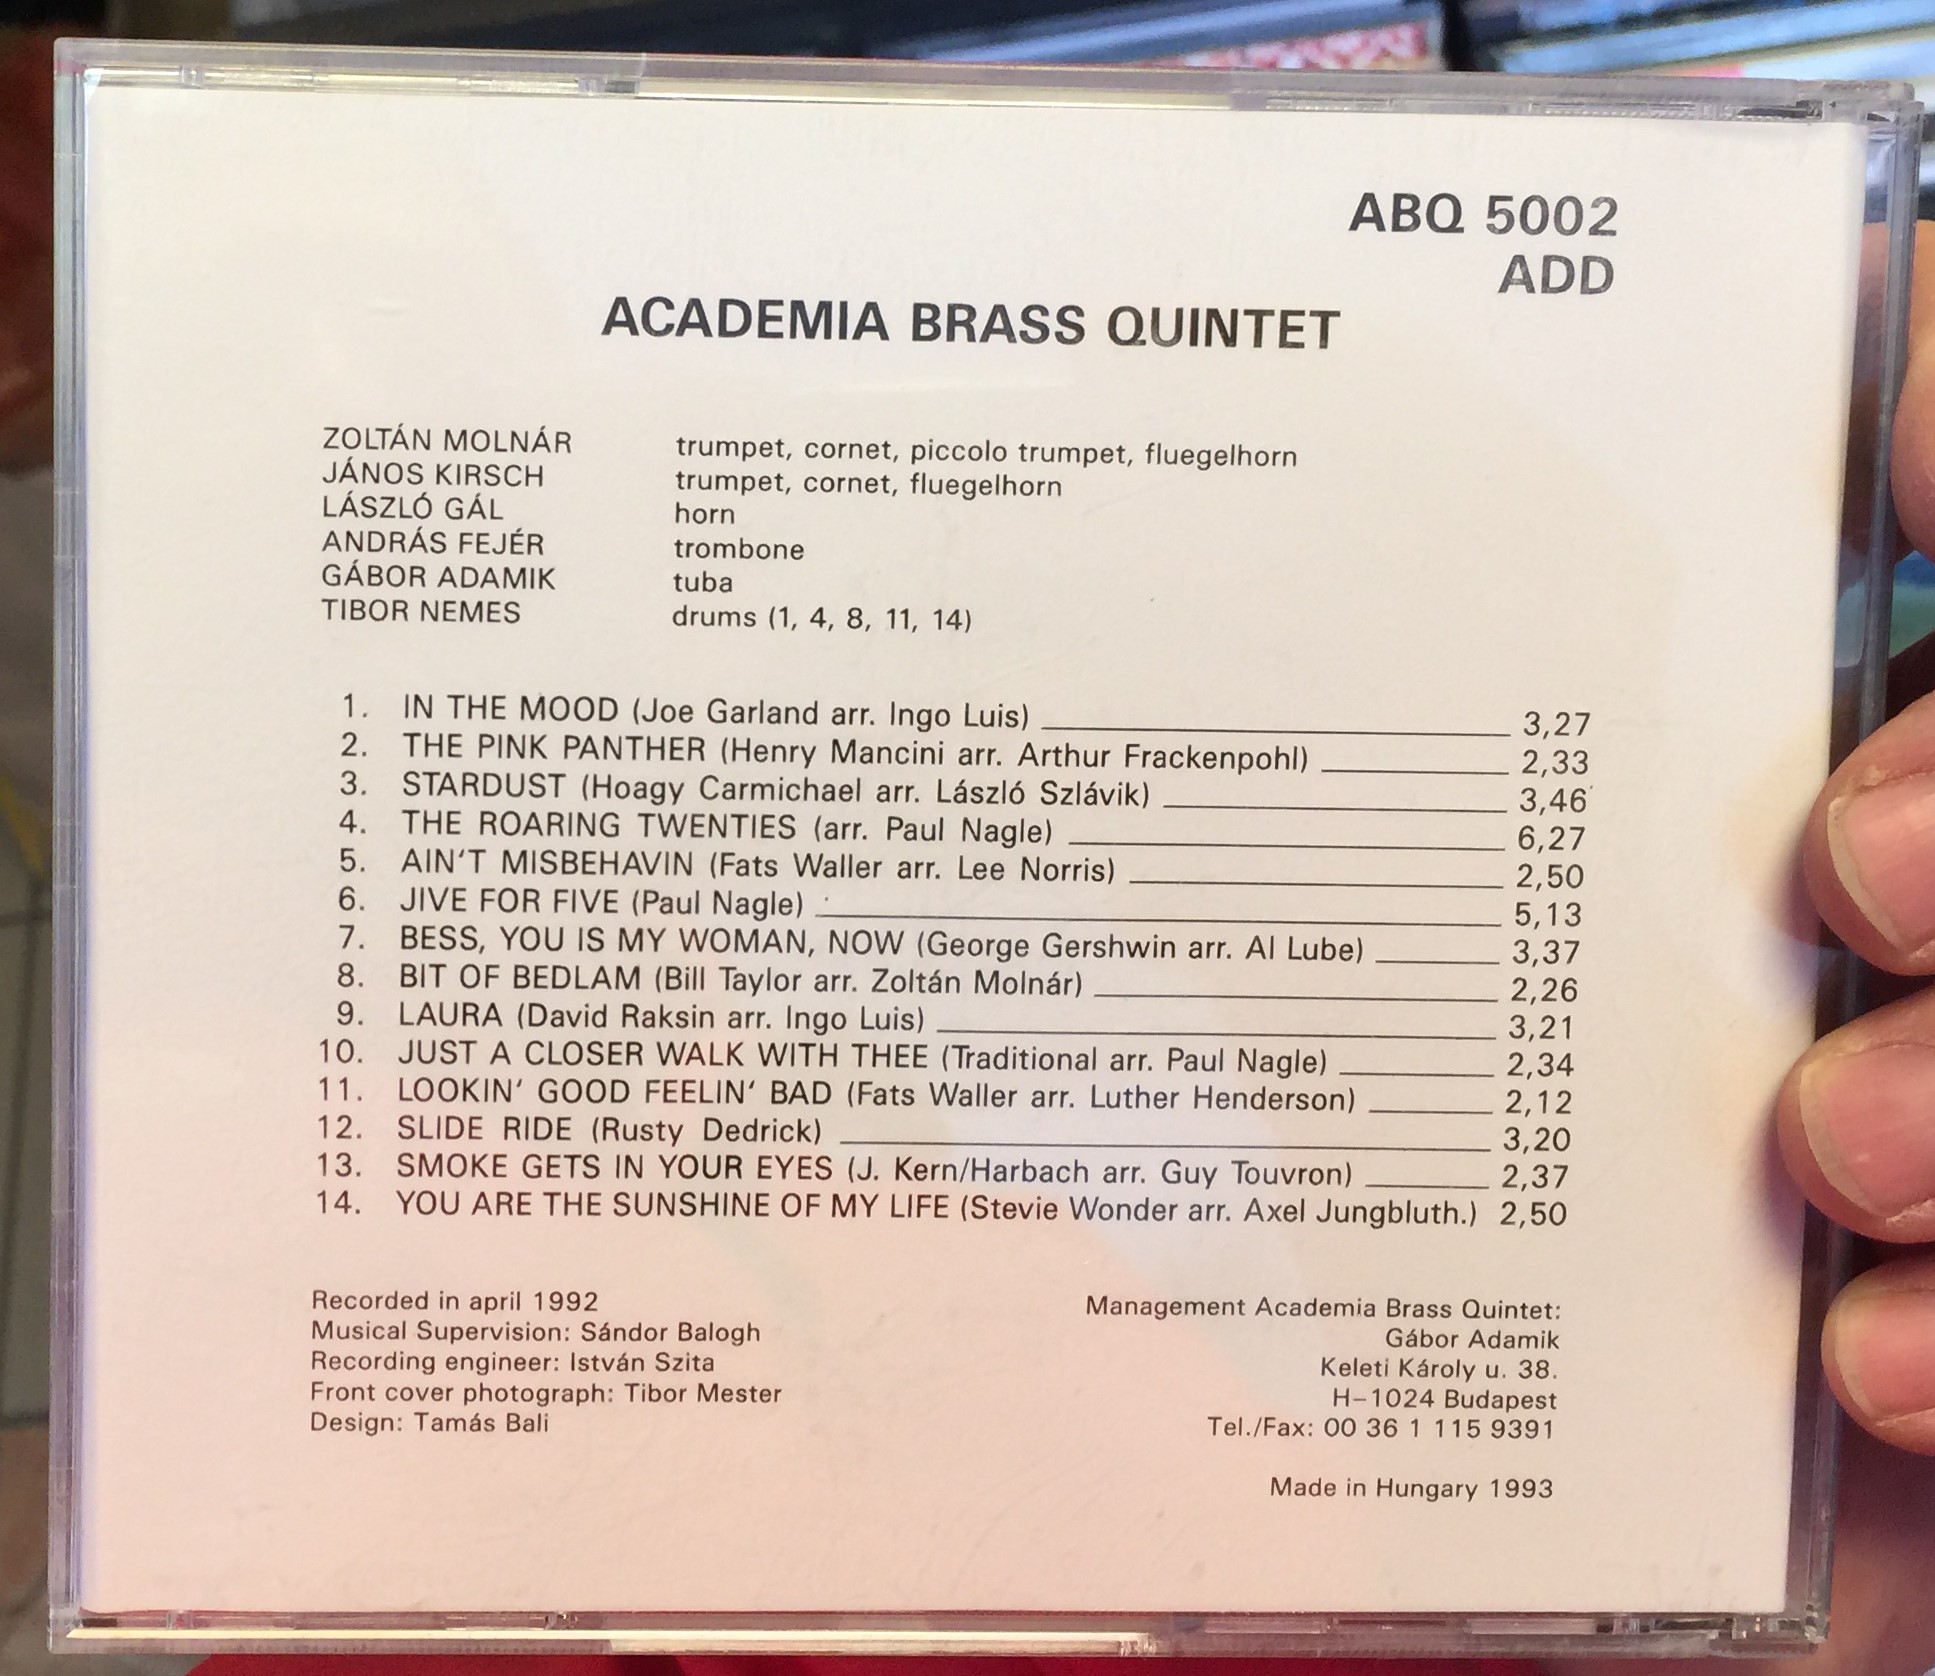 ABQ 5002
ADD
ACADEMIA BRASS QUINTET
ZOLTÁN MOLNÁR trumpet, cornet, piccolo trumpet, fluegelhorn
JÁNOS KIRSCH trumpet, cornet, fluegelhorn
LÁSZLÓ GÁL horn
ANDRÁS FEJÉR trombone
GÁBOR ADAMIK tuba
TIBOR NEMES drums (1, 4, 8, 11, 14)
1. IN THE MOOD (Joe Garland arr. Ingo Luis) 3,27
2. THE PINK PANTHER (Henry Mancini arr. Arthur Frackenpohl) 2,33
3. STARDUST (Hoagy Carmichael arr. László Szlávik) 3,46
4. THE ROARING TWENTIES (arr. Paul Nagle) 6,27
5. AIN'T MISBEHAVIN (Fats Waller arr. Lee Norris) 2,50
6. JIVE FOR FIVE (Paul Nagle) 5,13
7. BESS, YOU IS MY WOMAN, NOW (George Gershwin arr. Al Lube) 3,37
8. BIT OF BEDLAM (Bill Taylor arr. Zoltán Molnár) 2,26
9. LAURA (David Raksin arr. Ingo Luis) 3,21
10. JUST A CLOSER WALK WITH THEE (Traditional arr. Paul Nagle) 2,34
11. LOOKIN' GOOD FEELIN' BAD (Fats Waller arr. Luther Henderson) 2,12
12. SLIDE RIDE (Rusty Dedrick) 3,20
13. SMOKE GETS IN YOUR EYES (J. Kern/Harbach arr. Guy Touvron) 2,37
14. YOU ARE THE SUNSHINE OF MY LIFE (Stevie Wonder arr. Axel Jungbluth.) 2,50
Recorded in april 1992
Musical Supervision: Sándor Balogh
Recording engineer: István Szita
Front cover photograph: Tibor Mester
Design: Tamás Bali
Management Academia Brass Quintet:
Gábor Adamik
Keleti Károly u. 38.
H–1024 Budapest
Tel./Fax: 00 36 1 115 9391
Made in Hungary 1993